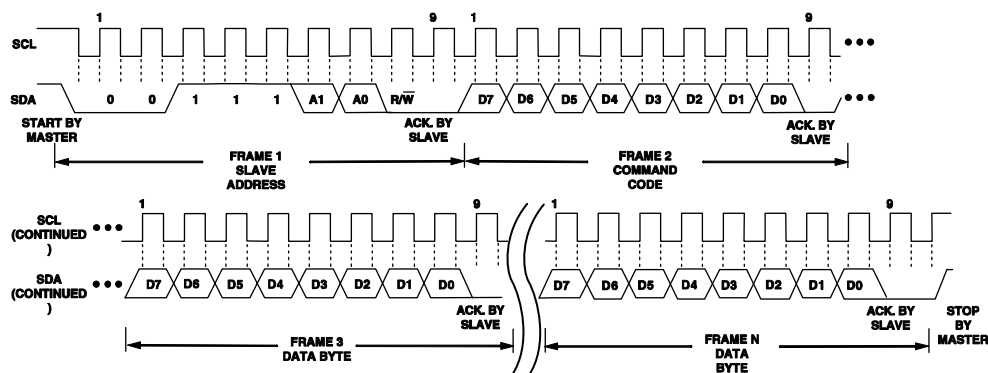 1 9 1 9
SCL
SDA 0 0 1 1 1 A1 A0 R/W D7 D6 D5 D4 D3 D2 D1 D0
START BY
MASTER
ACK. BY
SLAVE
ACK. BY
SLAVE
FRAME 1
SLAVE
ADDRESS
FRAME 2
COMMAND
CODE
1 9 1 9
SCL
(CONTINUED
)
SDA
(CONTINUED
)
D7 D6 D5 D4 D3 D2 D1 D0 D7 D6 D5 D4 D3 D2 D1 D0
ACK. BY
SLAVE
ACK. BY
SLAVE
STOP
BY
MASTER
FRAME 3
DATA BYTE
FRAME N
DATA
BYTE